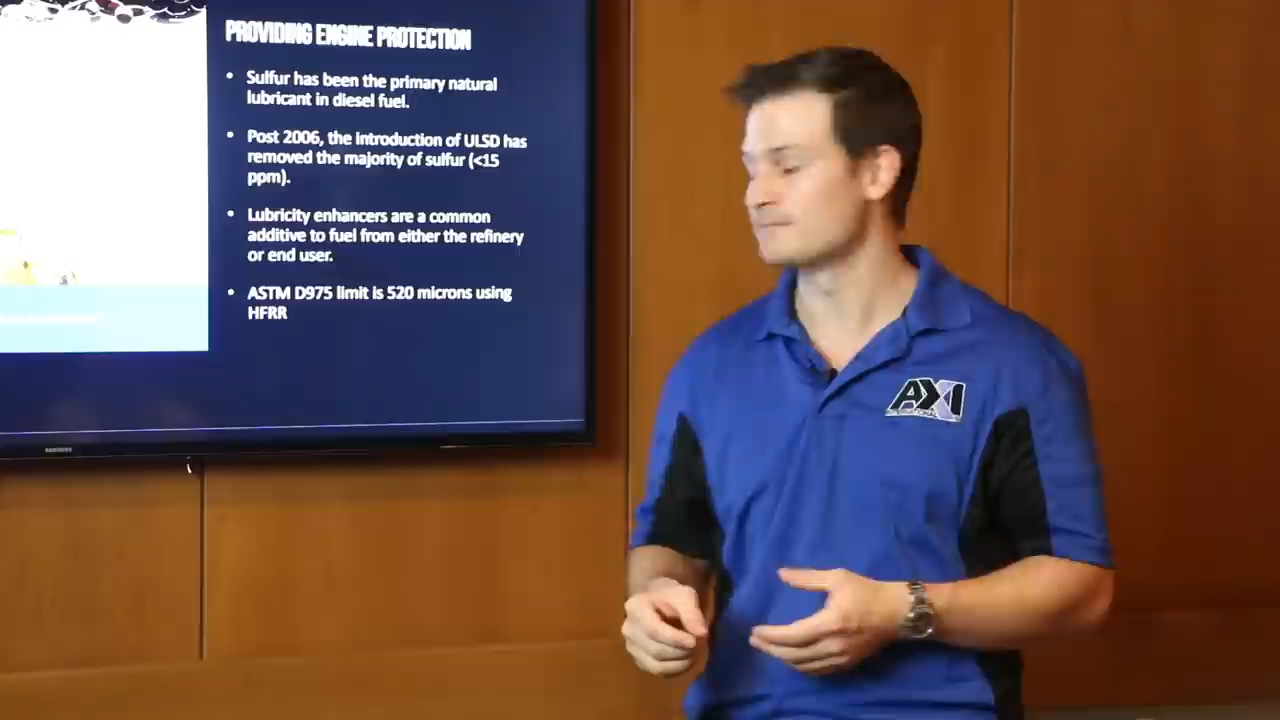 PROVIDING ENGINE PROTECTION
• Sulfur has been the primary natural
lubricant in diesel fuel.
• Post 2006, the introduction of ULSD has
removed the majority of sulfur (<15
ppm).
• Lubricity enhancers are a common
additive to fuel from either the refinery
or end user.
• ASTM D975 limit is 520 microns using
HFRR
SAMSUNG
AXI